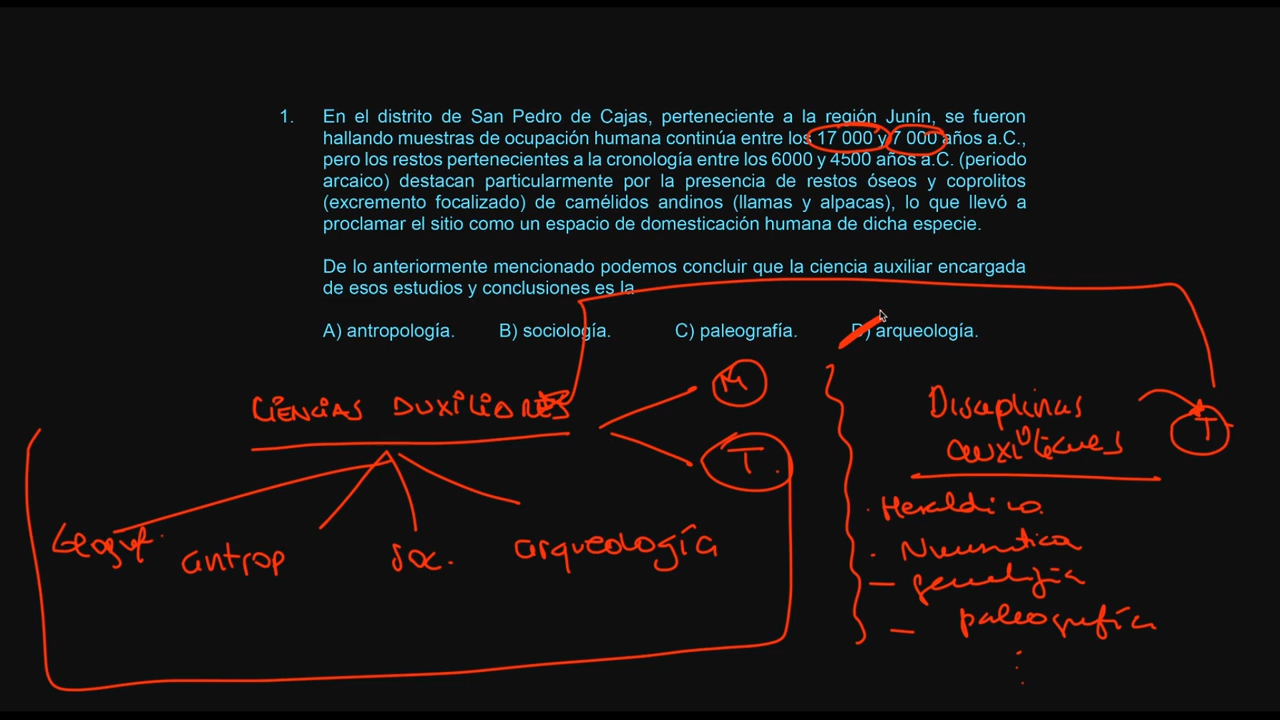 1. En el distrito de San Pedro de Cajas, perteneciente a la región Junín, se fueron
hallando muestras de ocupación humana continúa entre los 17 000 y 7 000 años a.C.,
pero los restos pertenecientes a la cronología entre los 6000 y 4500 años a.C. (periodo
arcaico) destacan particularmente por la presencia de restos óseos y coprolitos
(excremento focalizado) de camélidos andinos (llamas y alpacas), lo que llevó a
proclamar el sitio como un espacio de domesticación humana de dicha especie.
De lo anteriormente mencionado podemos concluir que la ciencia auxiliar encargada
de esos estudios y conclusiones es la
A) antropología. B) sociología. C) paleografía. D) arqueología.
CIENCIAS AUXILIARES
M
T.
Disciplinas
T
Heraldica
antrop
Soc.
arqueología
paleografía